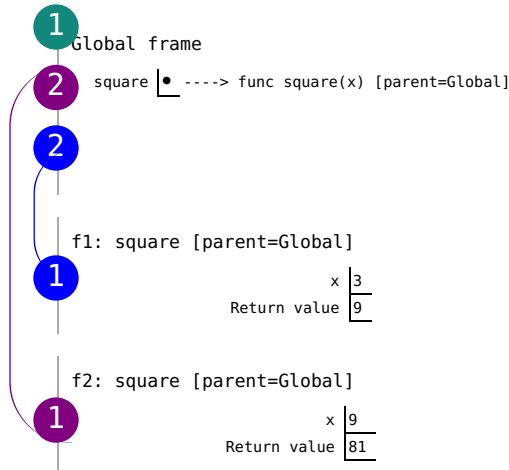 1
Global frame
2 square ----> func square(x) [parent=Global]
2
f1: square [parent=Global]
1 x 3
Return value 9
f2: square [parent=Global]
1 x 9
Return value 81